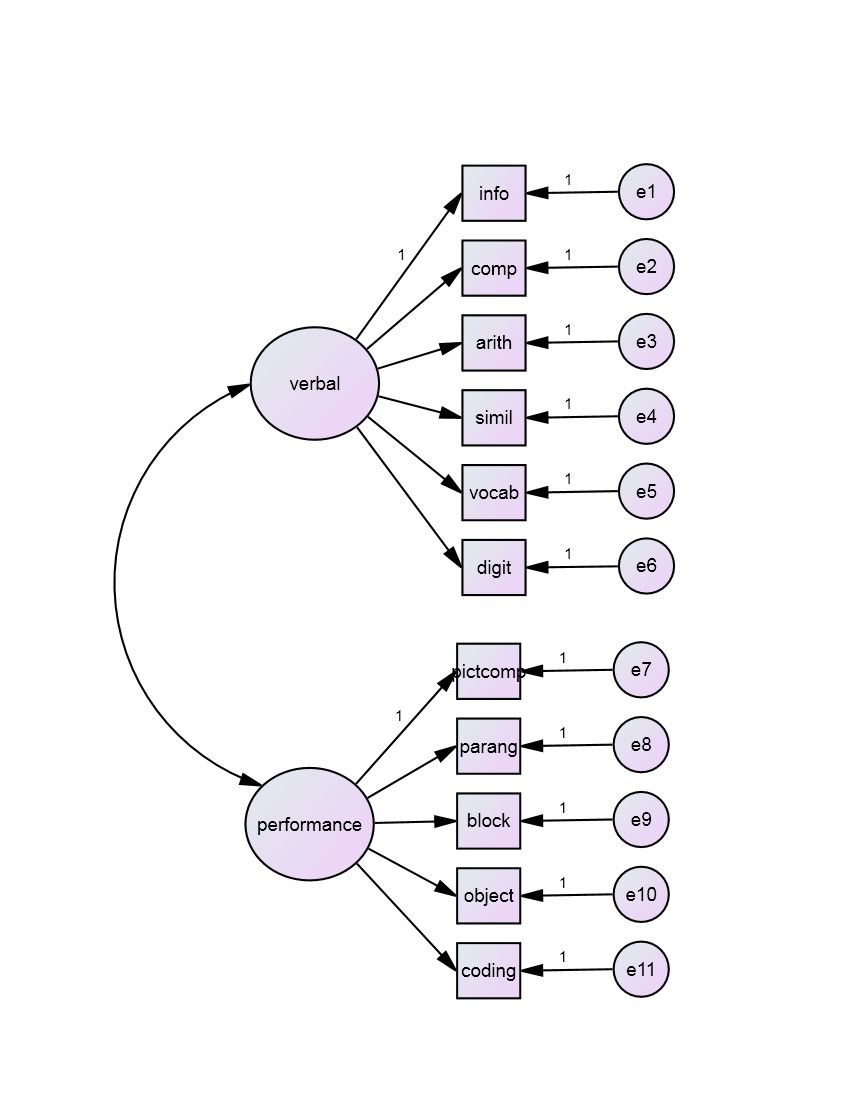 info 1 e1
1
comp 1 e2
arith 1 e3
verbal
simil 1 e4
vocab 1 e5
digit 1 e6
pictcomp 1 e7
1
parang 1 e8
performance
block 1 e9
object 1 e10
coding 1 e11